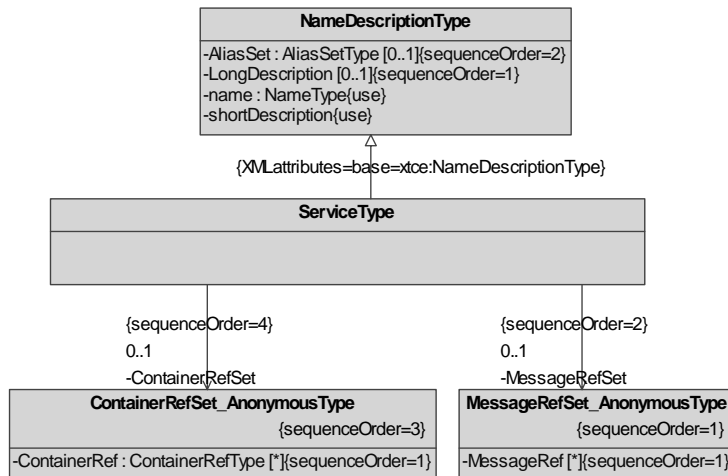 NameDescriptionType
-AliasSet : AliasSetType [0..1]{sequenceOrder=2}
-LongDescription [0..1]{sequenceOrder=1}
-name : NameType{use}
-shortDescription{use}
{XMLattributes=base=xtce:NameDescriptionType}
ServiceType
{sequenceOrder=4}
0..1
-ContainerRefSet
{sequenceOrder=2}
0..1
-MessageRefSet
ContainerRefSet_AnonymousType
{sequenceOrder=3}
-ContainerRef : ContainerRefType [*]{sequenceOrder=1}
MessageRefSet_AnonymousType
{sequenceOrder=1}
-MessageRef [*]{sequenceOrder=1}